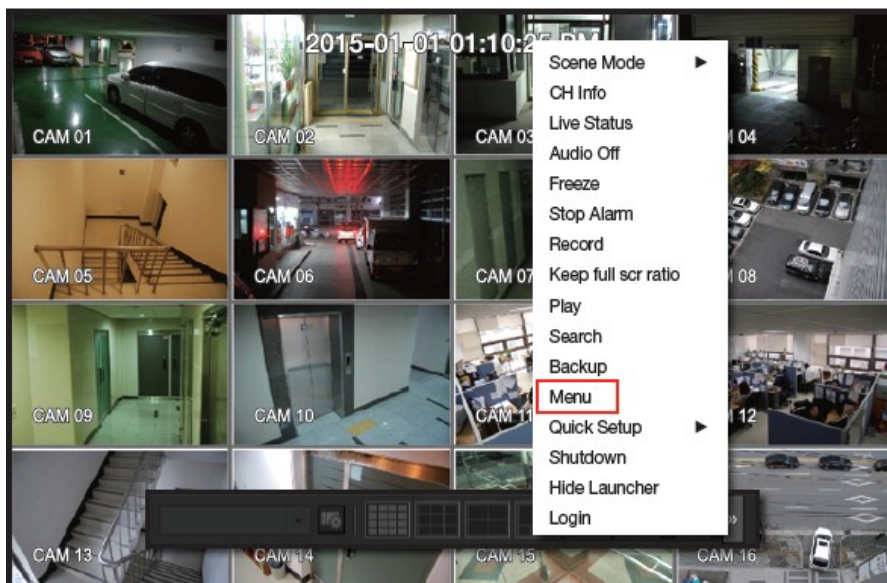 2015-01-01 01:10:25 PM
CAM 01
CAM 02
CAM 03
04
CAM 05
CAM 06
CAM 07
08
CAM 09
CAM 10
CAM 11
12
CAM 13
CAM 14
CAM 15
CAM 16
Scene Mode
CH Info
Live Status
Audio Off
Freeze
Stop Alarm
Record
Keep full scr ratio
Play
Search
Backup
Menu
Quick Setup
Shutdown
Hide Launcher
Login